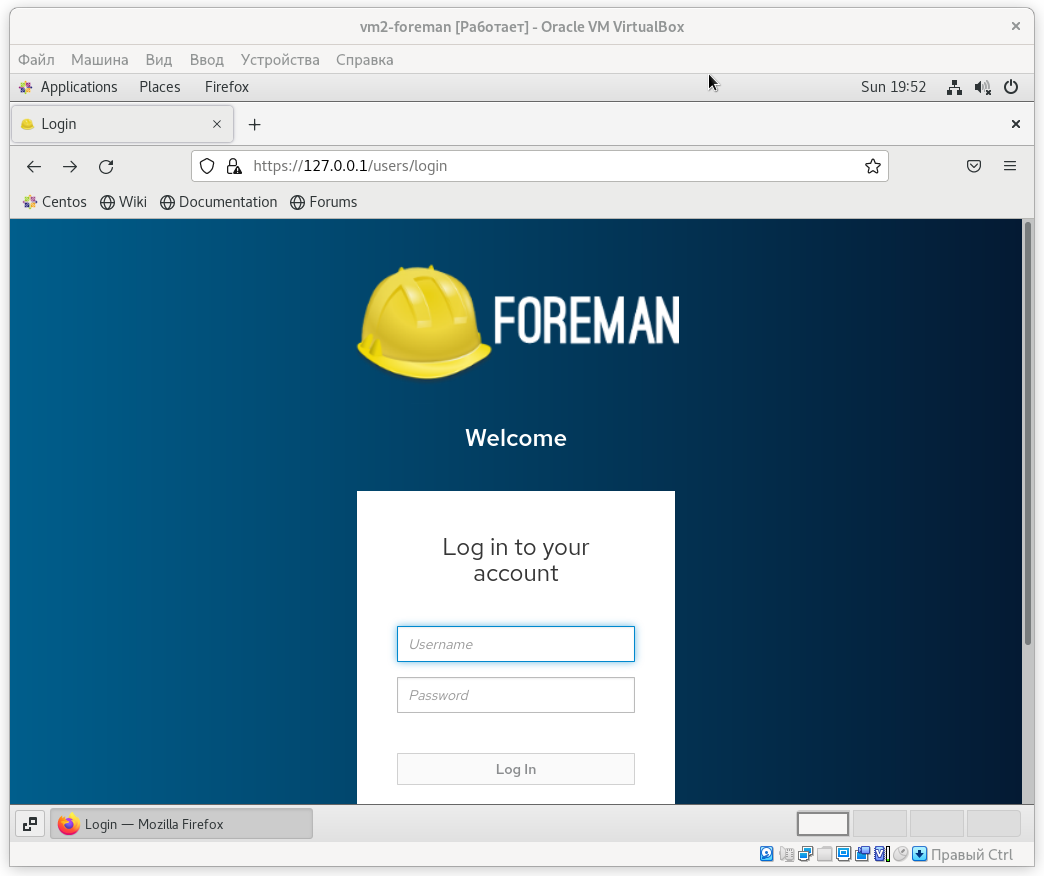 vm2-foreman [Работает] - Oracle VM VirtualBox
Файл Машина Вид Ввод Устройства Справка
Applications Places Firefox Sun 19:52
Login
https://127.0.0.1/users/login
Centos Wiki Documentation Forums
FOREMAN
Welcome
Log in to your
account
Username
Password
Log In
Login — Mozilla Firefox
Правый Ctrl